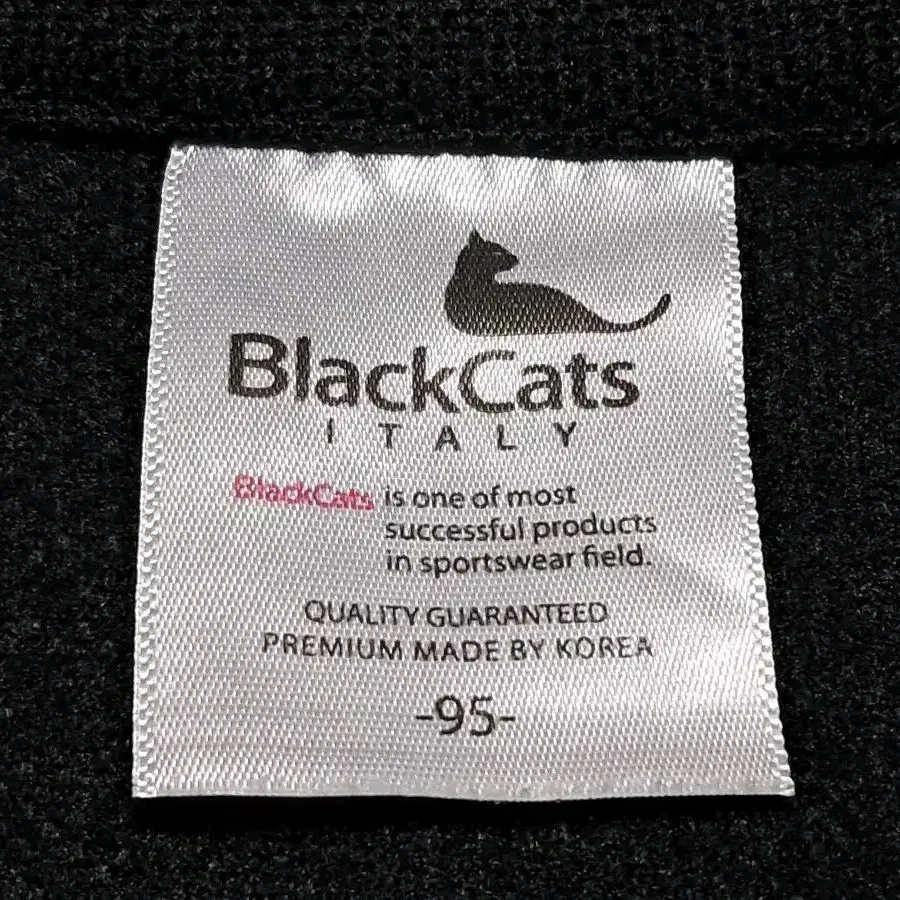 BlackCats
ITALY
BlackCats is one of most
successful products
in sportswear field.
QUALITY GUARANTEED
PREMIUM MADE BY KOREA
-95-